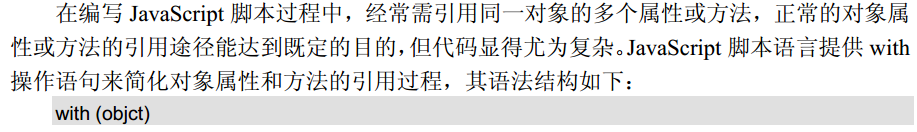 在编写 JavaScript 脚本过程中，经常需引用同一对象的多个属性或方法，正常的对象属
性或方法的引用途径能达到既定的目的，但代码显得尤为复杂。JavaScript 脚本语言提供 with
操作语句来简化对象属性和方法的引用过程，其语法结构如下：
with (objct)